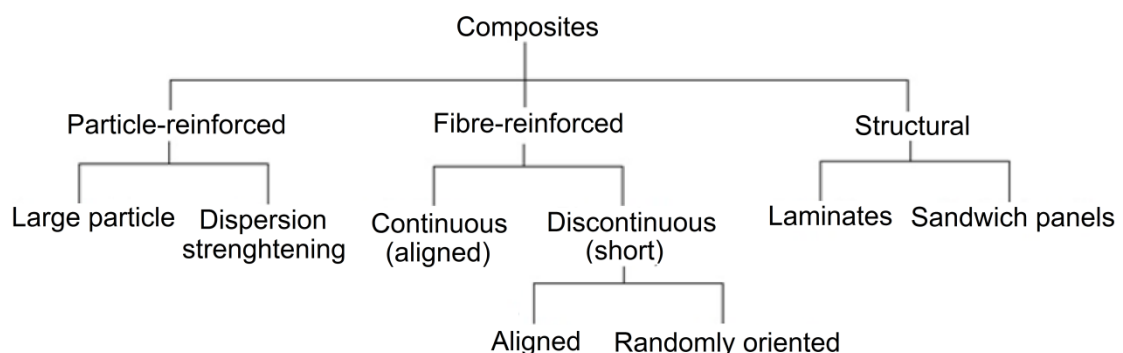 Composites
Particle-reinforced
Fibre-reinforced
Structural
Large particle
Dispersion
strenghtening
Continuous
(aligned)
Discontinuous
(short)
Laminates
Sandwich panels
Aligned
Randomly oriented